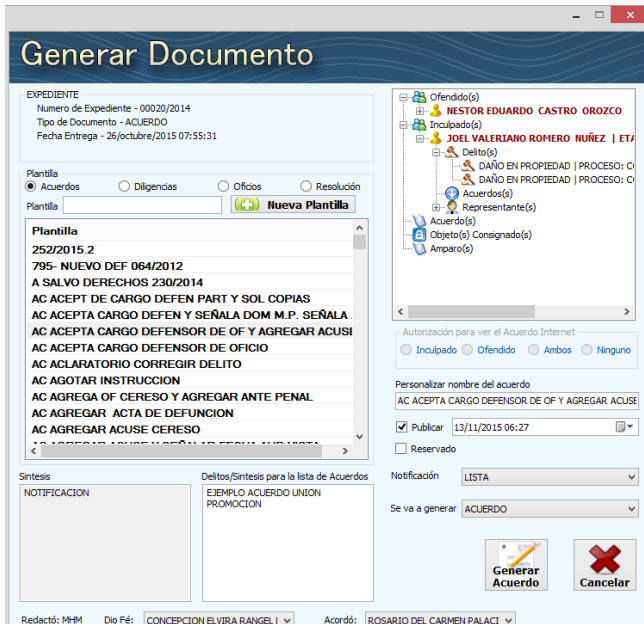 Generar Documento
EXPEDIENTE
Numero de Expediente - 00020/2014
Tipo de Documento - ACUERDO
Fecha Entrega - 26/octubre/2015 07:55:31
Plantilla
Acuerdos Diligencias Oficios Resolución
Plantilla Nueva Plantilla
Plantilla
252/2015.2
795- NUEVO DEF 064/2012
A SALVO DERECHOS 230/2014
AC ACEPT DE CARGO DEFEN PART Y SOL COPIAS
AC ACEPTA CARGO DEFEN Y SEÑALA DOM M.P. SEÑALA
AC ACEPTA CARGO DEFENSOR DE OF Y AGREGAR ACUSE
AC ACEPTA CARGO DEFENSOR DE OFICIO
AC ACLARATORIO CORREGIR DELITO
AC AGOTAR INSTRUCCION
AC AGREGA OF CERESO Y AGREGAR ANTE PENAL
AC AGREGAR ACTA DE DEFUNCION
AC AGREGAR ACUSE CERESO
Ofendido(s)
NESTOR EDUARDO CASTRO OROZCO
Inculpado(s)
JOEL VALERIANO ROMERO NUÑEZ | ETA
Delito(s)
DAÑO EN PROPIEDAD | PROCESO: C
DAÑO EN PROPIEDAD | PROCESO: C
Acuerdos(s)
Representante(s)
Acuerdo(s)
Objeto(s) Consignado(s)
Amparo(s)
Autorización para ver el Acuerdo Internet
Inculpado Ofendido Ambos Ninguno
Personalizar nombre del acuerdo
AC ACEPTA CARGO DEFENSOR DE OF Y AGREGAR ACUSE
Publicar 13/11/2015 06:27
Reservado
Notificación LISTA
Se va a generar ACUERDO
Sintesis
NOTIFICACION
Delitos/Sintesis para la lista de Acuerdos
EJEMPLO ACUERDO UNION
PROMOCION
Generar
Acuerdo
Cancelar
Redactó: MHM Dio Fé: CONCEPCION ELVIRA RANGEL Acordó: ROSARIO DEL CARMEN PALACI